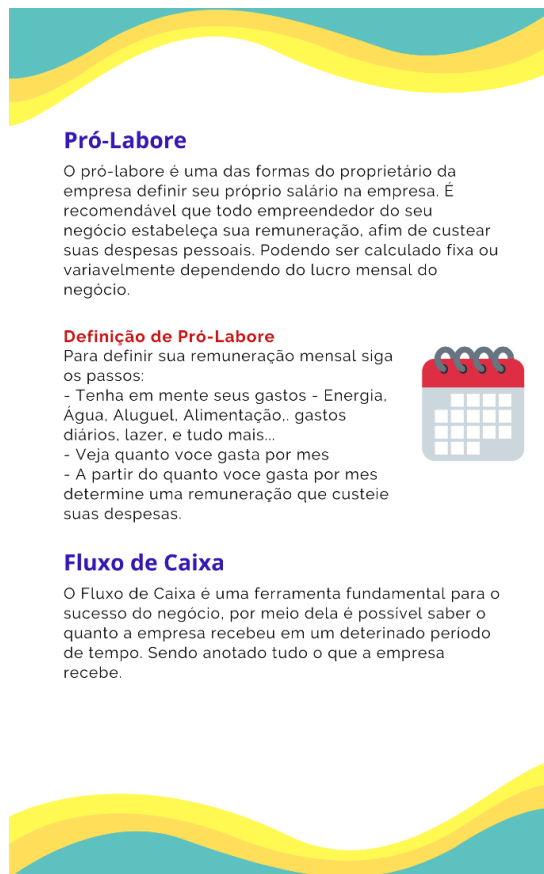 Pró-Labore
O pró-labore é uma das formas do proprietário da
empresa definir seu próprio salário na empresa. É
recomendável que todo empreendedor do seu
negócio estabeleça sua remuneração, afim de custear
suas despesas pessoais. Podendo ser calculado fixa ou
variavelmente dependendo do lucro mensal do
negócio.
Definição de Pró-Labore
Para definir sua remuneração mensal siga
os passos:
- Tenha em mente seus gastos - Energia,
Água, Aluguel, Alimentação,. gastos
diários, lazer, e tudo mais...
- Veja quanto voce gasta por mes
- A partir do quanto voce gasta por mes
determine uma remuneração que custeie
suas despesas.
Fluxo de Caixa
O Fluxo de Caixa é uma ferramenta fundamental para o
sucesso do negócio, por meio dela é possivel saber o
quanto a empresa recebeu em um deterinado período
de tempo. Sendo anotado tudo o que a empresa
recebe.